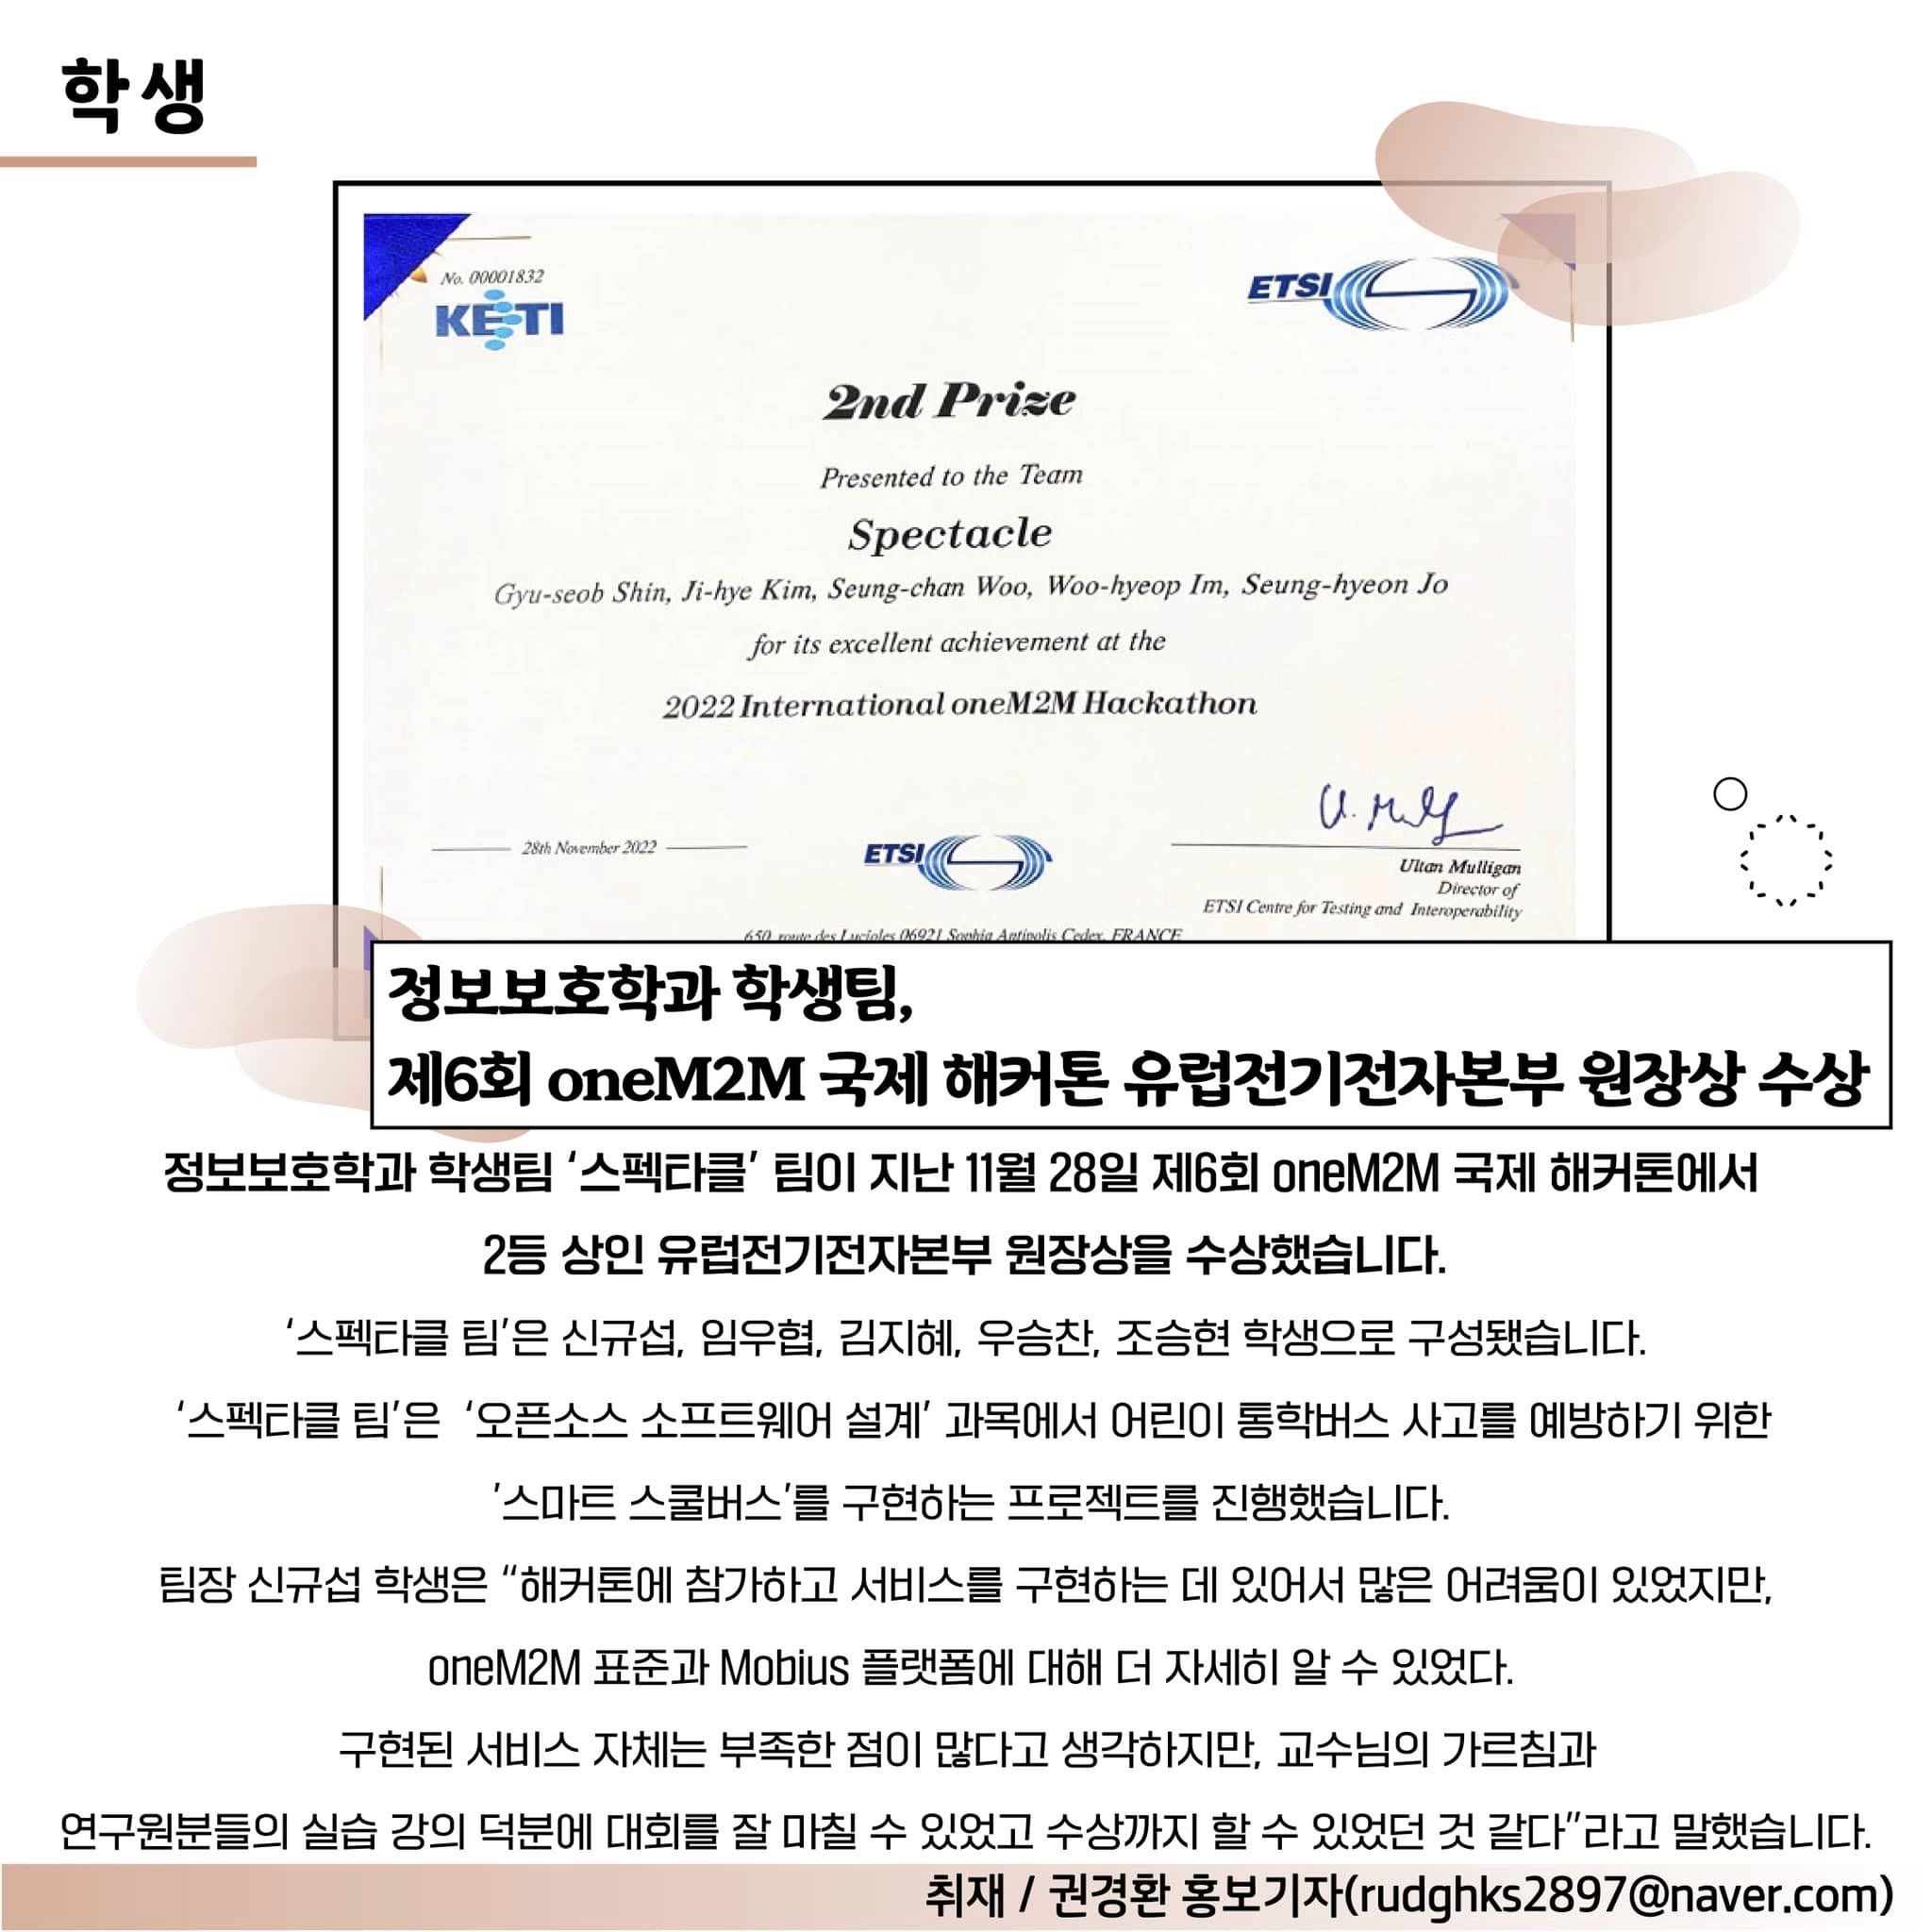 학생
No. 00001832
KETI
ETSI
2nd Prize
Presented to the Team
Spectacle
Gyu-seob Shin, Ji-hye Kim, Seung-chan Woo, Woo-hyeop Im, Seung-hyeon Jo
for its excellent achievement at the
2022 International oneM2M Hackathon
28th November 2022
ETSI
Ultan Mulligan
Director of
ETSI Centre for Testing and Interoperability
650, route des Lucioles 06921 Sophia Antipolis Cedex, FRANCE
정보보호학과 학생팀,
제6회 oneM2M 국제 해커톤 유럽전기전자본부 원장상 수상
정보보호학과 학생팀 ‘스펙타클’ 팀이 지난 11월 28일 제6회 oneM2M 국제 해커톤에서
2등 상인 유럽전기전자본부 원장상을 수상했습니다.
‘스펙타클 팀’은 신규섭, 임우협, 김지혜, 우승찬, 조승현 학생으로 구성됐습니다.
‘스펙타클 팀’은 ‘오픈소스 소프트웨어 설계’ 과목에서 어린이 통학버스 사고를 예방하기 위한
’스마트 스쿨버스’를 구현하는 프로젝트를 진행했습니다.
팀장 신규섭 학생은 “해커톤에 참가하고 서비스를 구현하는 데 있어서 많은 어려움이 있었지만,
oneM2M 표준과 Mobius 플랫폼에 대해 더 자세히 알 수 있었다.
구현된 서비스 자체는 부족한 점이 많다고 생각하지만, 교수님의 가르침과
연구원분들의 실습 강의 덕분에 대회를 잘 마칠 수 있었고 수상까지 할 수 있었던 것 같다”라고 말했습니다.
취재 / 권경환 홍보기자(rudghks2897@naver.com)